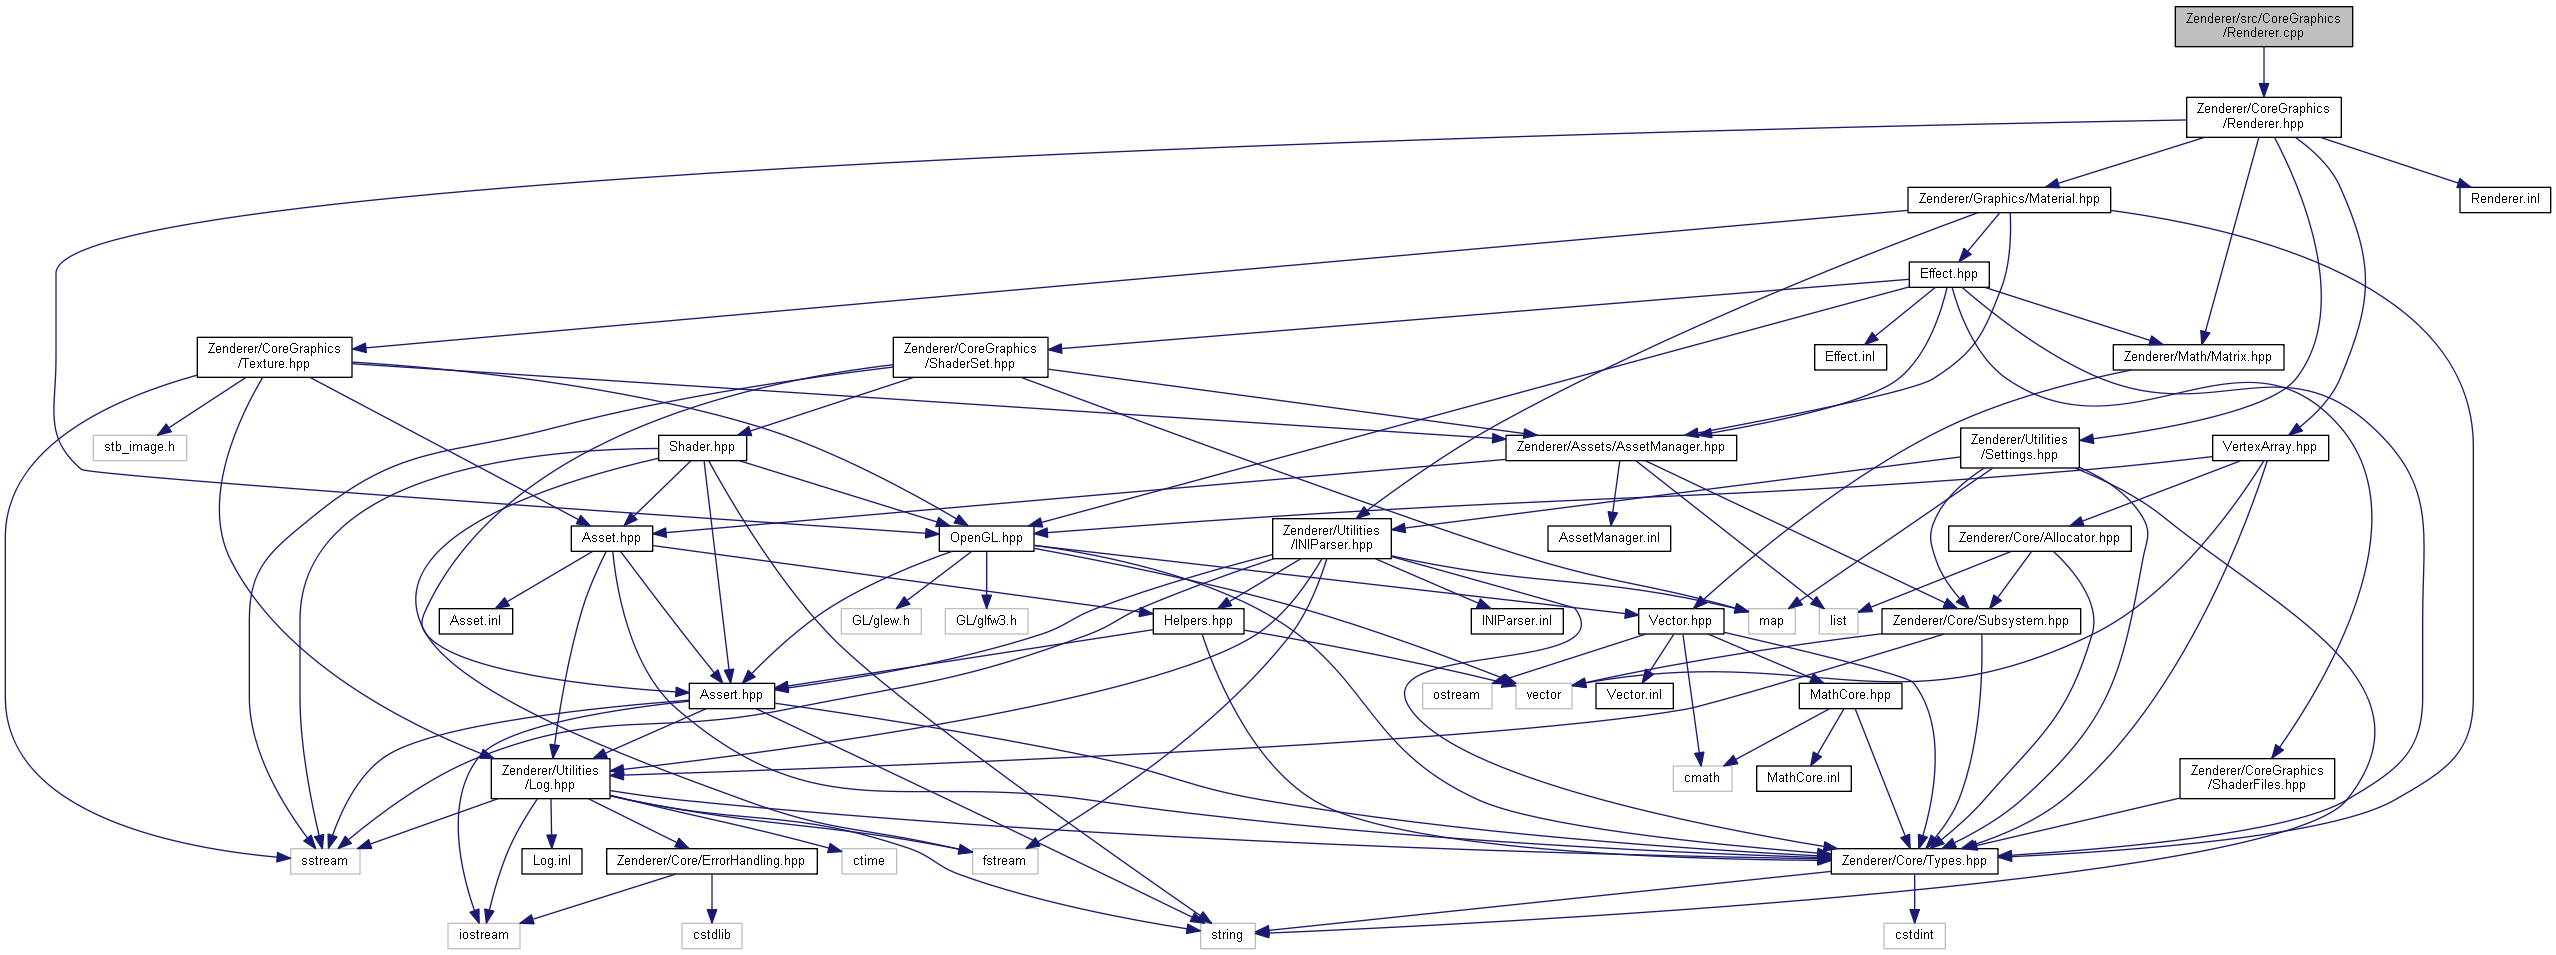 Zenderer/src/CoreGraphics
/Renderer.cpp
Zenderer/CoreGraphics
/Renderer.hpp
Zenderer/Graphics/Material.hpp
Renderer.inl
Effect.hpp
Zenderer/CoreGraphics
/Texture.hpp
Zenderer/CoreGraphics
/ShaderSet.hpp
Effect.inl
Zenderer/Math/Matrix.hpp
stb_image.h
Shader.hpp
Zenderer/Assets/AssetManager.hpp
Zenderer/Utilities
/Settings.hpp
VertexArray.hpp
Asset.hpp
OpenGL.hpp
Zenderer/Utilities
/INIParser.hpp
AssetManager.inl
Zenderer/Core/Allocator.hpp
Asset.inl
GL/glew.h
GL/glfw3.h
Helpers.hpp
INIParser.inl
Vector.hpp
map
list
Zenderer/Core/Subsystem.hpp
Assert.hpp
ostream
vector
Vector.inl
MathCore.hpp
Zenderer/Utilities
/Log.hpp
cmath
MathCore.inl
Zenderer/CoreGraphics
/ShaderFiles.hpp
sstream
Log.inl
Zenderer/Core/ErrorHandling.hpp
ctime
fstream
Zenderer/Core/Types.hpp
iostream
cstdlib
string
cstdint